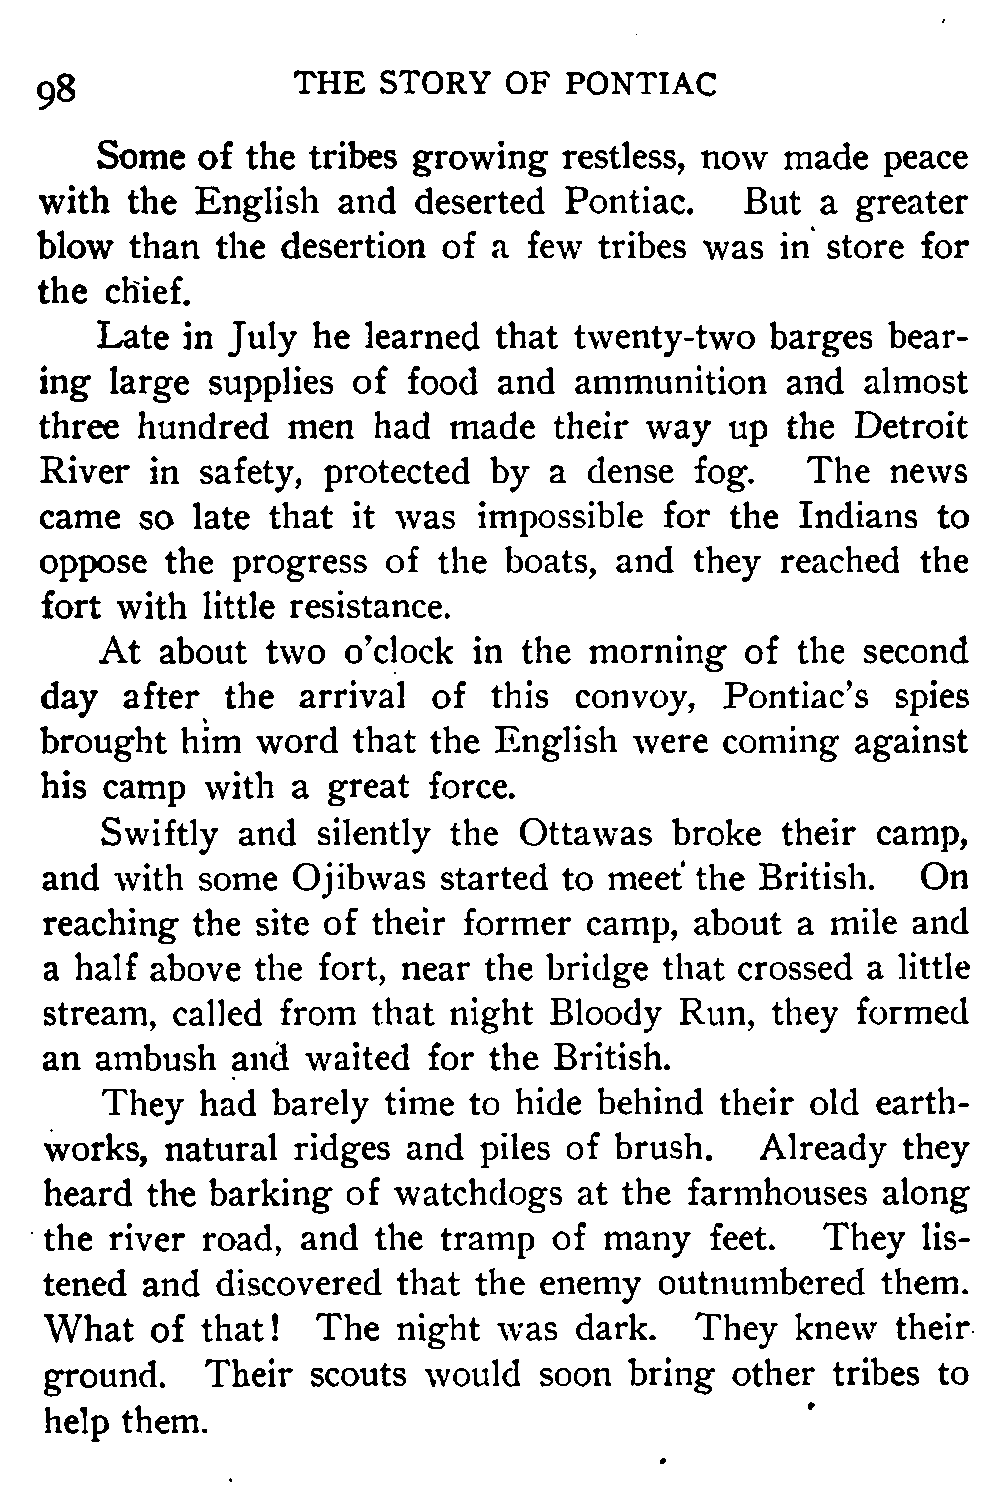 98 THE STORY OF PONTIAC
Some of the tribes growing restless, now made peace
with the English and deserted Pontiac. But a greater
blow than the desertion of a few tribes was in store for
the chief.
Late in July he learned that twenty-two barges bear-
ing large supplies of food and ammunition and almost
three hundred men had made their way up the Detroit
River in safety, protected by a dense fog. The news
came so late that it was impossible for the Indians to
oppose the progress of the boats, and they reached the
fort with little resistance.
At about two o'clock in the morning of the second
day after the arrival of this convoy, Pontiac's spies
brought him word that the English were coming against
his camp with a great force.
Swiftly and silently the Ottawas broke their camp,
and with some Ojibwas started to meet the British. On
reaching the site of their former camp, about a mile and
a half above the fort, near the bridge that crossed a little
stream, called from that night Bloody Run, they formed
an ambush and waited for the British.
They had barely time to hide behind their old earth-
works, natural ridges and piles of brush. Already they
heard the barking of watchdogs at the farmhouses along
the river road, and the tramp of many feet. They lis-
tened and discovered that the enemy outnumbered them.
What of that! The night was dark. They knew their
ground. Their scouts would soon bring other tribes to
help them.